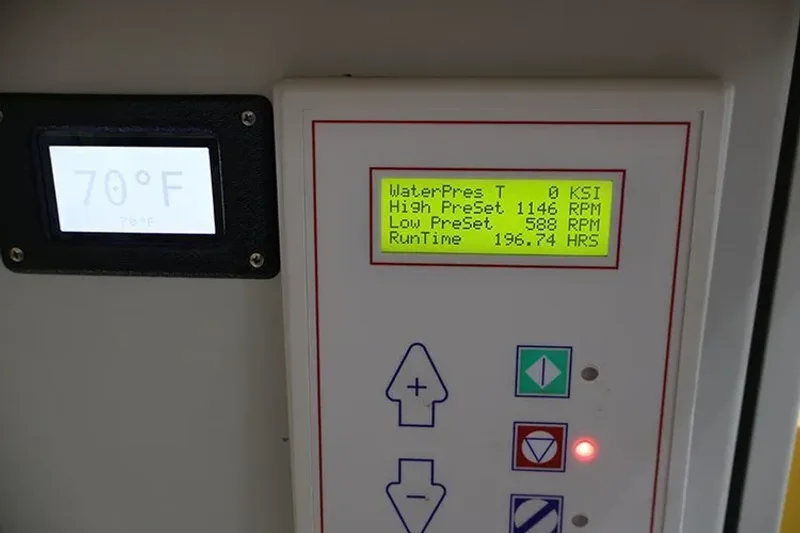 70°F
WaterPres T 0 KSI
High PreSet 1146 RPM
Low PreSet 588 RPM
RunTime 196.74 HRS
+
−